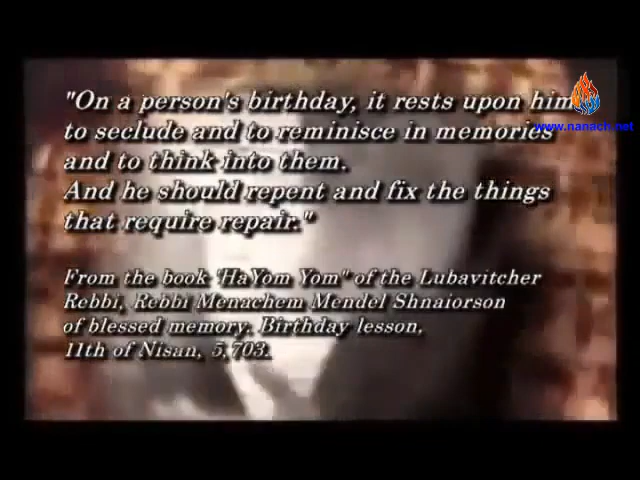 "On a person's birthday, it rests upon him
to seclude and to reminisce in memories
www.nanach.net
and to think into them.
And he should repent and fix the things
that require repair."
From the book 'HaYom Yom" of the Lubavitcher
Rebbi, Rebbi Menachem Mendel Shnaiorson
of blessed memory. Birthday lesson,
11th of Nisan, 5,703.